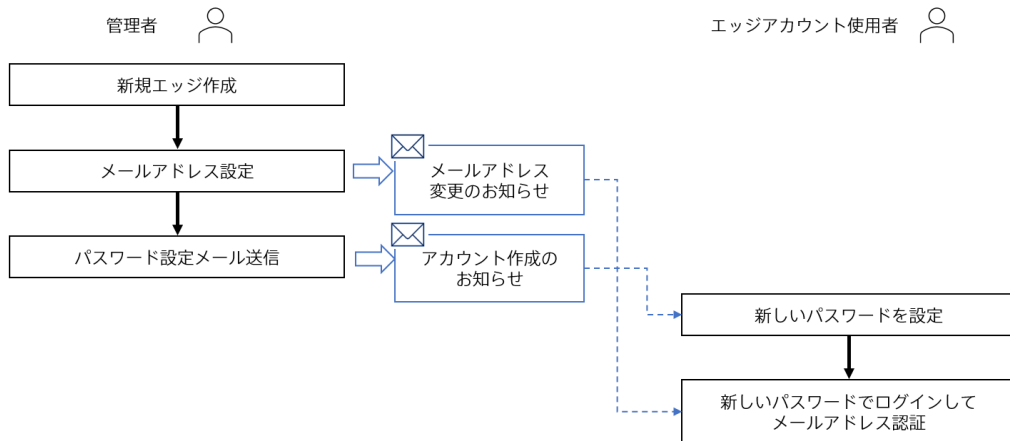 管理者
エッジアカウント使用者
新規エッジ作成
メールアドレス設定
メールアドレス
変更のお知らせ
パスワード設定メール送信
アカウント作成の
お知らせ
新しいパスワードを設定
新しいパスワードでログインして
メールアドレス認証